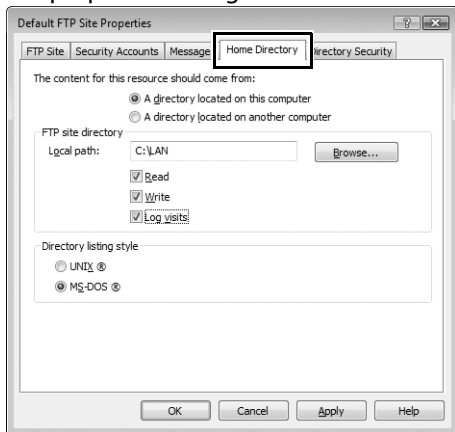 Default FTP Site Properties
FTP Site Security Accounts Message Home Directory Directory Security
The content for this resource should come from:
A directory located on this computer
A directory located on another computer
FTP site directory
Local path: C:\LAN Browse...
Read
Write
Log visits
Directory listing style
UNIX ®
MS-DOS ®
OK Cancel Apply Help